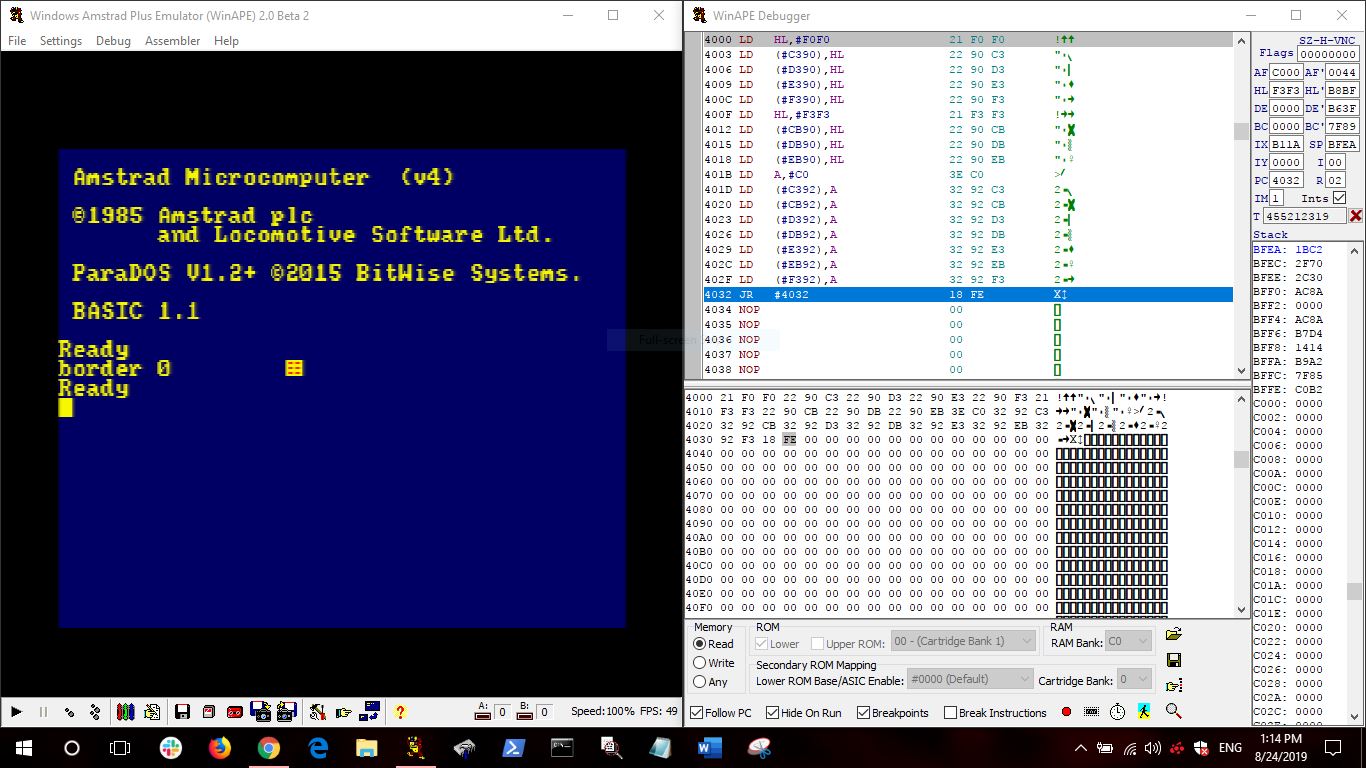 Windows Amstrad Plus Emulator (WinAPE) 2.0 Beta 2
File Settings Debug Assembler Help
Amstrad Microcomputer (v4)
©1985 Amstrad plc
and Locomotive Software Ltd.
ParaDOS V1.2+ ©2015 BitWise Systems.
BASIC 1.1
Ready
border 0
Ready
Full-screen
A: 0 B: 0 Speed:100% FPS: 49
WinAPE Debugger
4000 LD HL,#F0F0 21 F0 F0
4003 LD (#C390),HL 22 90 C3
4006 LD (#D390),HL 22 90 D3
4009 LD (#E390),HL 22 90 E3
400C LD (#F390),HL 22 90 F3
400F LD HL,#F3F3 21 F3 F3
4012 LD (#CB90),HL 22 90 CB
4015 LD (#DB90),HL 22 90 DB
4018 LD (#EB90),HL 22 90 EB
401B LD A,#C0 3E C0
401D LD (#C392),A 32 92 C3
4020 LD (#CB92),A 32 92 CB
4023 LD (#D392),A 32 92 D3
4026 LD (#DB92),A 32 92 DB
4029 LD (#E392),A 32 92 E3
402C LD (#EB92),A 32 92 EB
402F LD (#F392),A 32 92 F3
4032 JR #4032 18 FE
4034 NOP 00
4035 NOP 00
4036 NOP 00
4037 NOP 00
4038 NOP 00
4000 21 F0 F0 22 90 C3 22 90 D3 22 90 E3 22 90 F3 21
4010 F3 F3 22 90 CB 22 90 DB 22 90 EB 3E C0 32 92 C3
4020 32 92 CB 32 92 D3 32 92 DB 32 92 E3 32 92 EB 32
4030 92 F3 18 FE 00 00 00 00 00 00 00 00 00 00 00 00
4040 00 00 00 00 00 00 00 00 00 00 00 00 00 00 00 00
4050 00 00 00 00 00 00 00 00 00 00 00 00 00 00 00 00
4060 00 00 00 00 00 00 00 00 00 00 00 00 00 00 00 00
4070 00 00 00 00 00 00 00 00 00 00 00 00 00 00 00 00
4080 00 00 00 00 00 00 00 00 00 00 00 00 00 00 00 00
4090 00 00 00 00 00 00 00 00 00 00 00 00 00 00 00 00
40A0 00 00 00 00 00 00 00 00 00 00 00 00 00 00 00 00
40B0 00 00 00 00 00 00 00 00 00 00 00 00 00 00 00 00
40C0 00 00 00 00 00 00 00 00 00 00 00 00 00 00 00 00
40D0 00 00 00 00 00 00 00 00 00 00 00 00 00 00 00 00
40E0 00 00 00 00 00 00 00 00 00 00 00 00 00 00 00 00
40F0 00 00 00 00 00 00 00 00 00 00 00 00 00 00 00 00
Memory
Read
Write
Any
ROM
Lower Upper ROM: 00 - (Cartridge Bank 1)
RAM
RAM Bank: C0
Secondary ROM Mapping
Lower ROM Base/ASIC Enable: #0000 (Default) Cartridge Bank: 0
Follow PC Hide On Run Breakpoints Break Instructions
SZ-H-VNC
Flags 00000000
AF C000 AF' 0044
HL F3F3 HL' B8BF
DE 0000 DE' B63F
BC 0000 BC' 7F89
IX B11A SP BFEA
IY 0000 I 00
PC 4032 R 02
IM 1 Ints
T 455212319
Stack
BFEA: 1BC2
BFEC: 2F70
BFEE: 2C30
BFF0: AC8A
BFF2: 0000
BFF4: AC8A
BFF6: B7D4
BFF8: 1414
BFFA: B9A2
BFFC: 7F85
BFFE: C0B2
C000: 0000
C002: 0000
C004: 0000
C006: 0000
C008: 0000
C00A: 0000
C00C: 0000
C00E: 0000
C010: 0000
C012: 0000
C014: 0000
C016: 0000
C018: 0000
C01A: 0000
C01C: 0000
C01E: 0000
C020: 0000
C022: 0000
C024: 0000
C026: 0000
C028: 0000
C02A: 0000
C02C: 0000
C02E: 0000
ENG
1:14 PM
8/24/2019